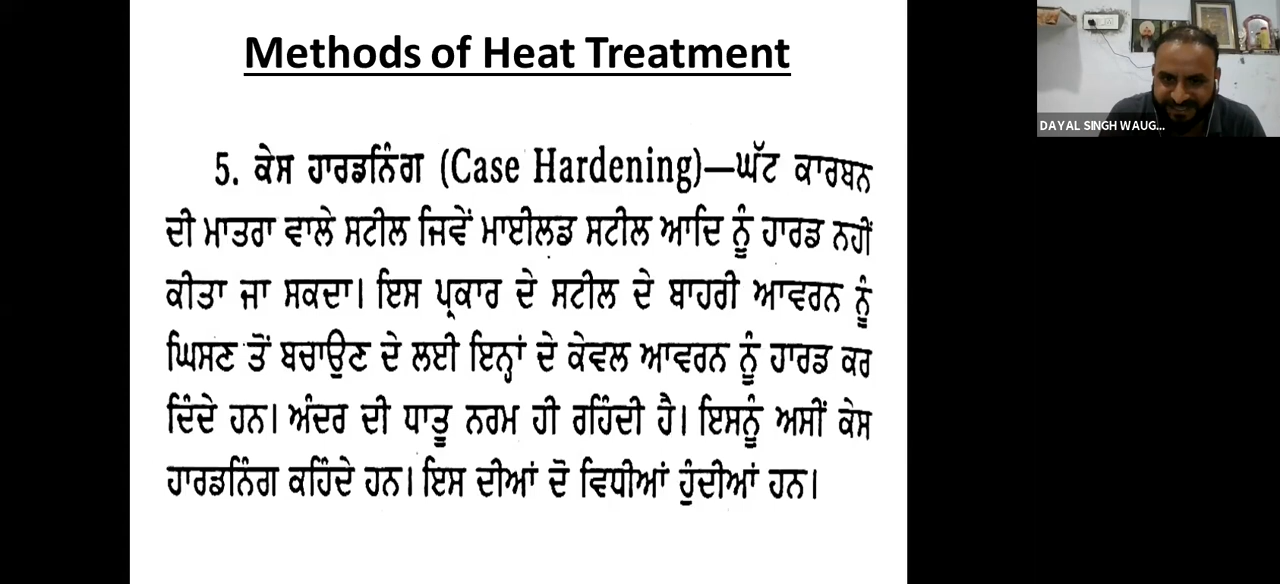 Methods of Heat Treatment
5. ਕੇਸ ਹਾਰਡਨਿੰਗ (Case Hardening)—ਘੱਟ ਕਾਰਬਨ
ਦੀ ਮਾਤਰਾ ਵਾਲੇ ਸਟੀਲ ਜਿਵੇਂ ਮਾਈਲਡ ਸਟੀਲ ਆਦਿ ਨੂੰ ਹਾਰਡ ਨਹੀਂ
ਕੀਤਾ ਜਾ ਸਕਦਾ। ਇਸ ਪ੍ਰਕਾਰ ਦੇ ਸਟੀਲ ਦੇ ਬਾਹਰੀ ਆਵਰਨ ਨੂੰ
ਘਿਸਣ ਤੋਂ ਬਚਾਉਣ ਦੇ ਲਈ ਇਨ੍ਹਾਂ ਦੇ ਕੇਵਲ ਆਵਰਨ ਨੂੰ ਹਾਰਡ ਕਰ
ਦਿੰਦੇ ਹਨ। ਅੰਦਰ ਦੀ ਧਾਤੂ ਨਰਮ ਹੀ ਰਹਿੰਦੀ ਹੈ। ਇਸਨੂੰ ਅਸੀਂ ਕੇਸ
ਹਾਰਡਨਿੰਗ ਕਹਿੰਦੇ ਹਨ। ਇਸ ਦੀਆਂ ਦੋ ਵਿਧੀਆਂ ਹੁੰਦੀਆਂ ਹਨ।
DAYAL SINGH WAUG...